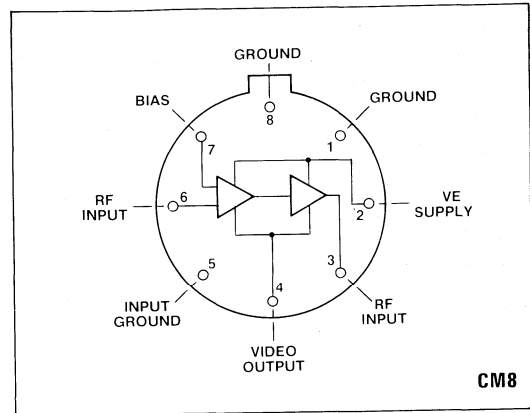 GROUND
GROUND
BIAS
8
1
7
RF
INPUT
6
VE
SUPPLY
2
5
3
INPUT
GROUND
4
RF
INPUT
VIDEO
OUTPUT
CM8